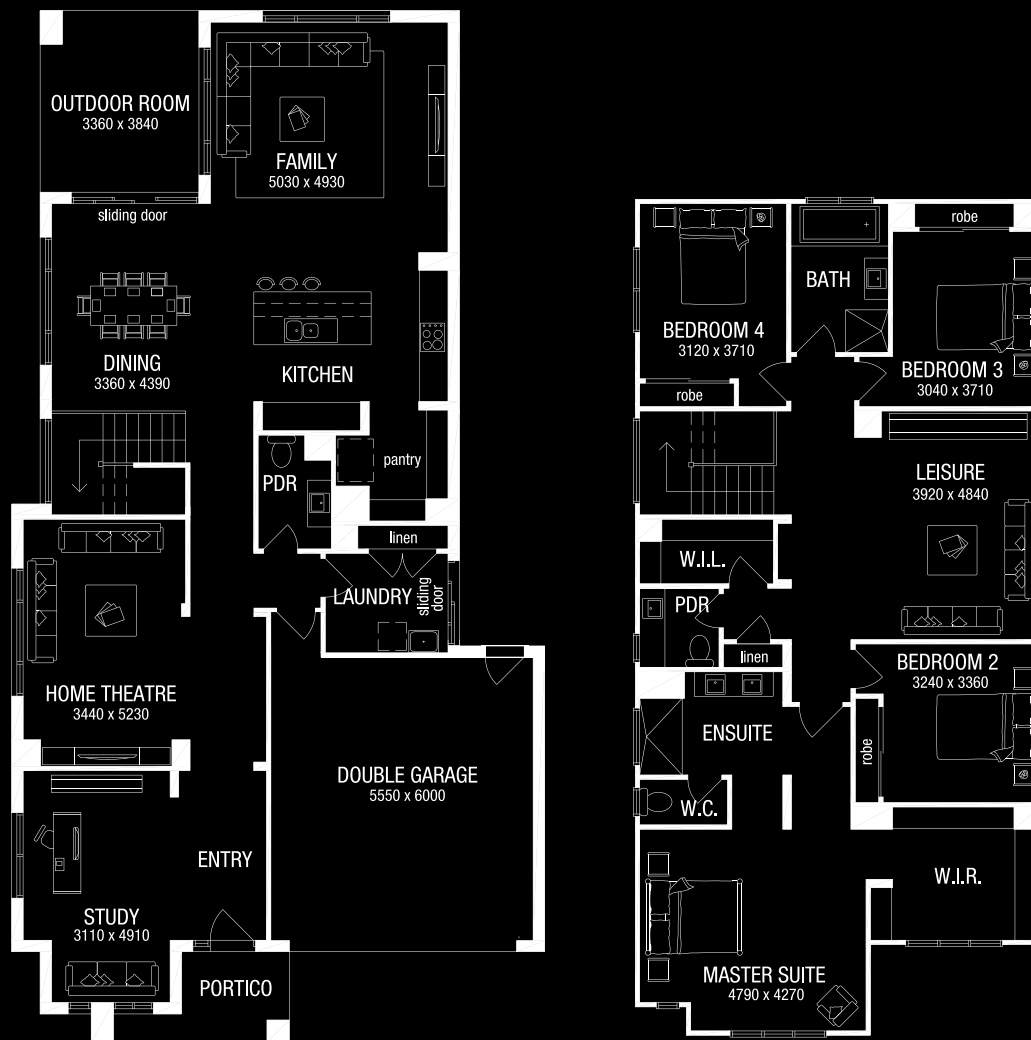 OUTDOOR ROOM
3360 x 3840
FAMILY
5030 x 4930
sliding door
DINING
3360 x 4390
KITCHEN
PDR
pantry
linen
LAUNDRY
sliding
door
HOME THEATRE
3440 x 5230
DOUBLE GARAGE
5550 x 6000
ENTRY
STUDY
3110 x 4910
PORTICO
robe
BATH
BEDROOM 4
3120 x 3710
BEDROOM 3
3040 x 3710
robe
LEISURE
3920 x 4840
W.I.L.
PDR
linen
BEDROOM 2
3240 x 3360
ENSUITE
robe
W.C.
W.I.R.
MASTER SUITE
4790 x 4270